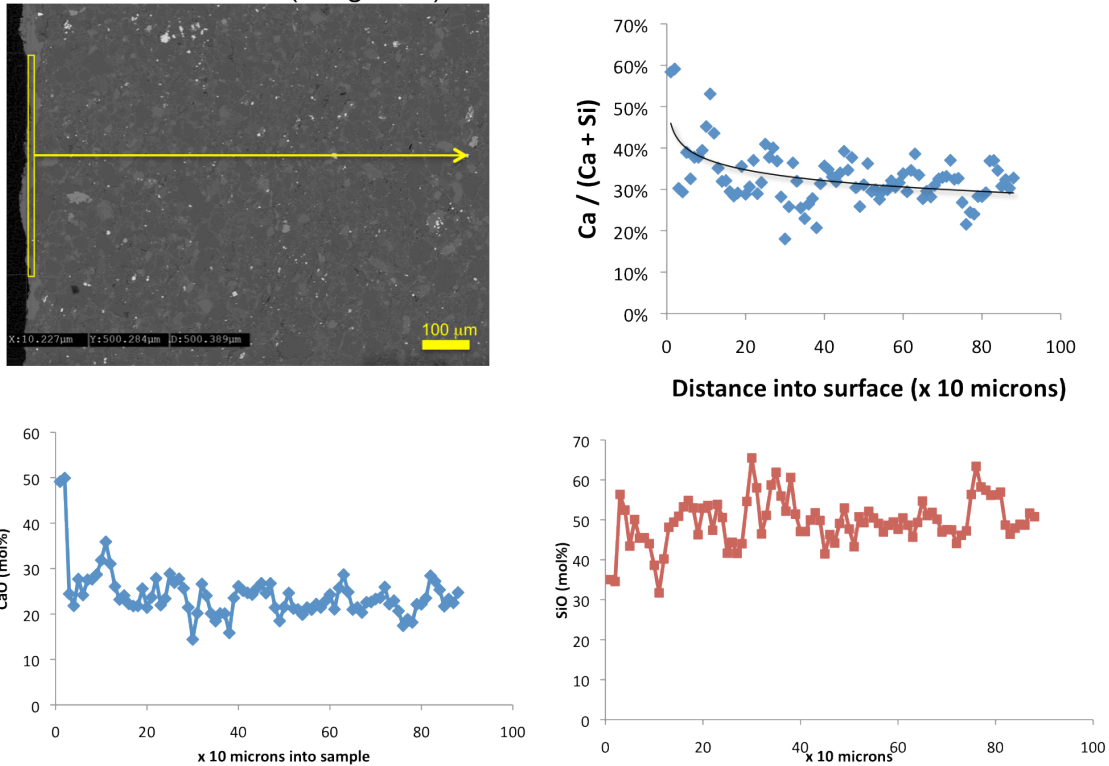 X:10.227µm Y:500.284µm D:500.389µm
100 µm
70%
60%
50%
40%
30%
20%
10%
0%
Ca / (Ca + Si)
0 20 40 60 80 100
Distance into surface (x 10 microns)
60
50
40
30
20
10
0
(mol%)
0 20 40 60 80 100
x 10 microns into sample
70
60
50
40
30
20
10
0
SiO (mol%)
0 20 40 60 80 100
x 10 microns